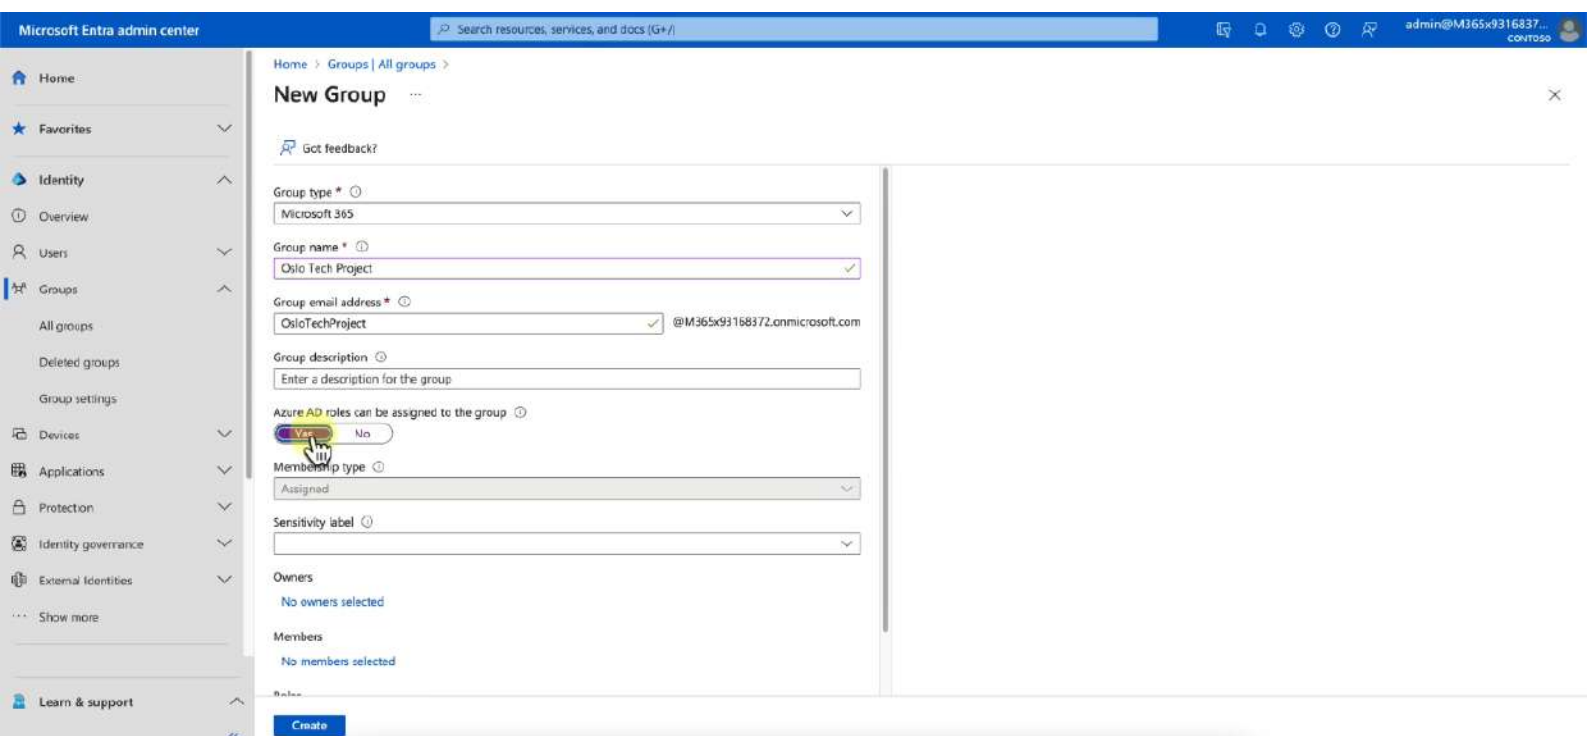 Microsoft Entra admin center
Search resources, services, and docs (G+/)
admin@M365x9316837...
CONTOSO
Home
Favorites
Identity
Overview
Users
Groups
All groups
Deleted groups
Group settings
Devices
Applications
Protection
Identity governance
External Identities
Show more
Learn & support
Home > Groups | All groups >
New Group ...
Got feedback?
Group type *
Microsoft 365
Group name *
Oslo Tech Project
Group email address *
OsloTechProject @M365x93168372.onmicrosoft.com
Group description
Enter a description for the group
Azure AD roles can be assigned to the group
Yes No
Membership type
Assigned
Sensitivity label
Owners
No owners selected
Members
No members selected
Roles
Create